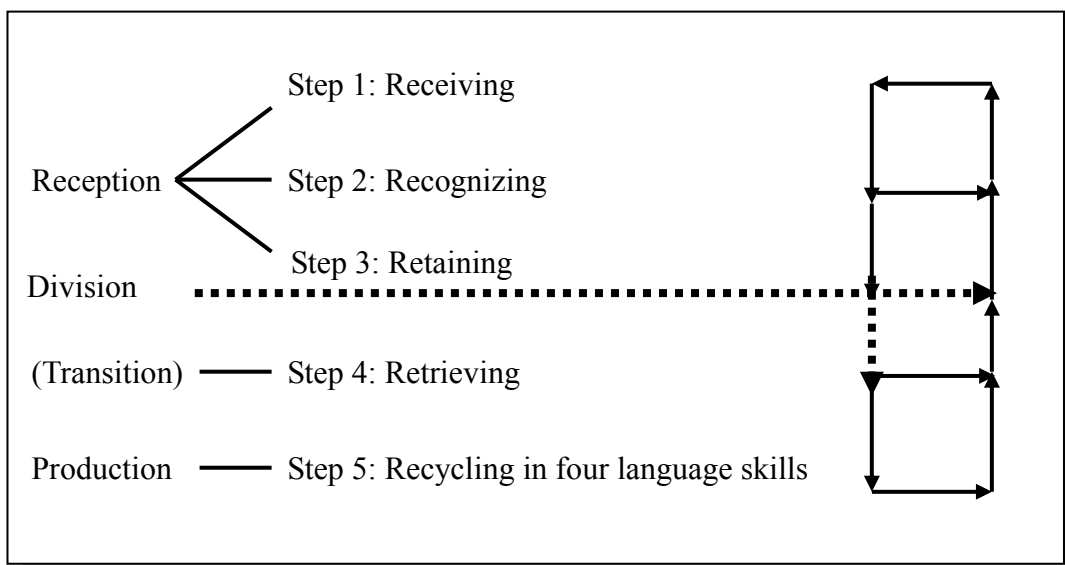 Step 1: Receiving
Reception Step 2: Recognizing
Step 3: Retaining
Division
(Transition) Step 4: Retrieving
Production Step 5: Recycling in four language skills